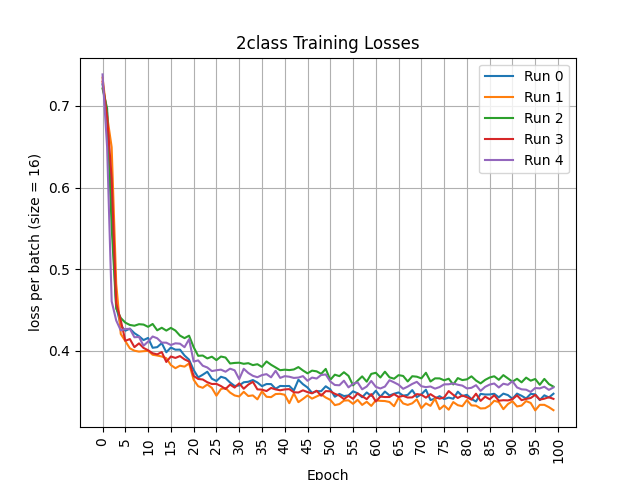 2class Training Losses
Run 0
Run 1
Run 2
Run 3
Run 4
loss per batch (size = 16)
0.7
0.6
0.5
0.4
0 5 10 15 20 25 30 35 40 45 50 55 60 65 70 75 80 85 90 95 100
Epoch